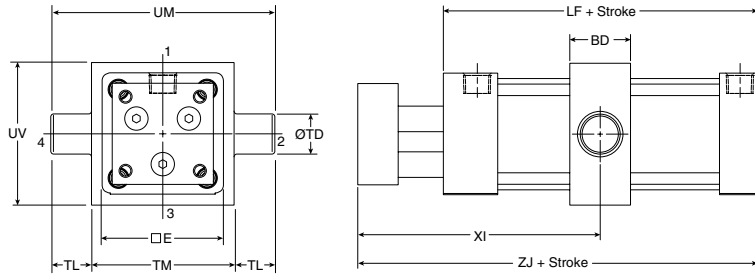 UM
1
UV
4
ØTD
2
3
□E
TL
TM
TL
LF + Stroke
BD
XI
ZJ + Stroke